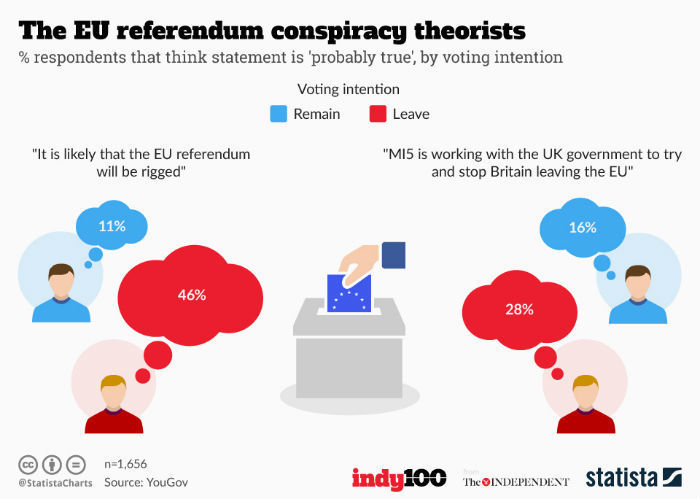 The EU referendum conspiracy theorists
% respondents that think statement is 'probably true', by voting intention
Voting intention
Remain
Leave
"It is likely that the EU referendum
will be rigged"
11%
46%
"MI5 is working with the UK government to try
and stop Britain leaving the EU"
16%
28%
cc
@StatistaCharts
n=1,656
Source: YouGov
indy100
from
The INDEPENDENT
statista